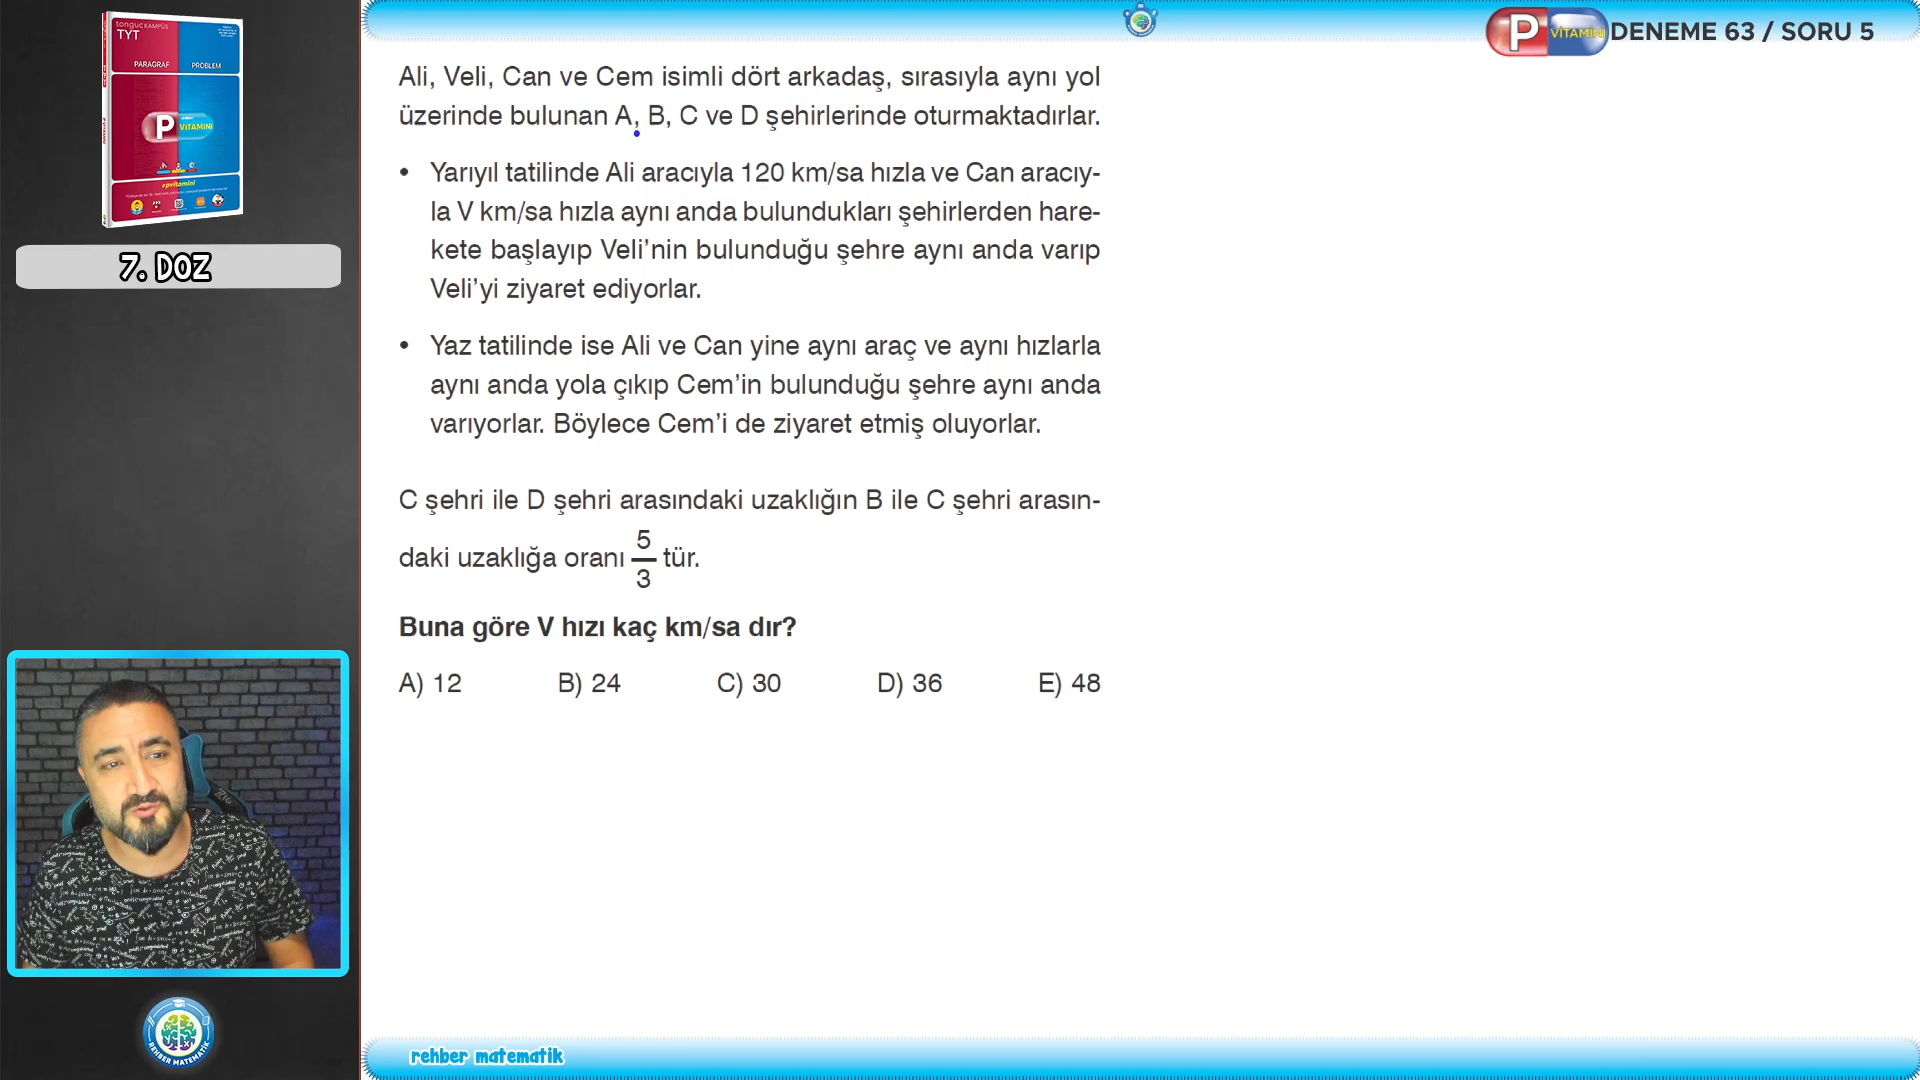 tonguç KAMPÜS
TYT
PARAGRAF PROBLEM
P VİTAMİNİ
#pvitamini
7. DOZ
P VİTAMİNİ DENEME 63 / SORU 5
Ali, Veli, Can ve Cem isimli dört arkadaş, sırasıyla aynı yol
üzerinde bulunan A, B, C ve D şehirlerinde oturmaktadırlar.
• Yarıyıl tatilinde Ali aracıyla 120 km/sa hızla ve Can aracıy-
la V km/sa hızla aynı anda bulundukları şehirlerden hare-
kete başlayıp Veli’nin bulunduğu şehre aynı anda varıp
Veli’yi ziyaret ediyorlar.
• Yaz tatilinde ise Ali ve Can yine aynı araç ve aynı hızlarla
aynı anda yola çıkıp Cem’in bulunduğu şehre aynı anda
varıyorlar. Böylece Cem’i de ziyaret etmiş oluyorlar.
C şehri ile D şehri arasındaki uzaklığın B ile C şehri arasın-
daki uzaklığa oranı 5/3 tür.
Buna göre V hızı kaç km/sa dır?
A) 12 B) 24 C) 30 D) 36 E) 48
REHBER MATEMATİK
rehber matematik